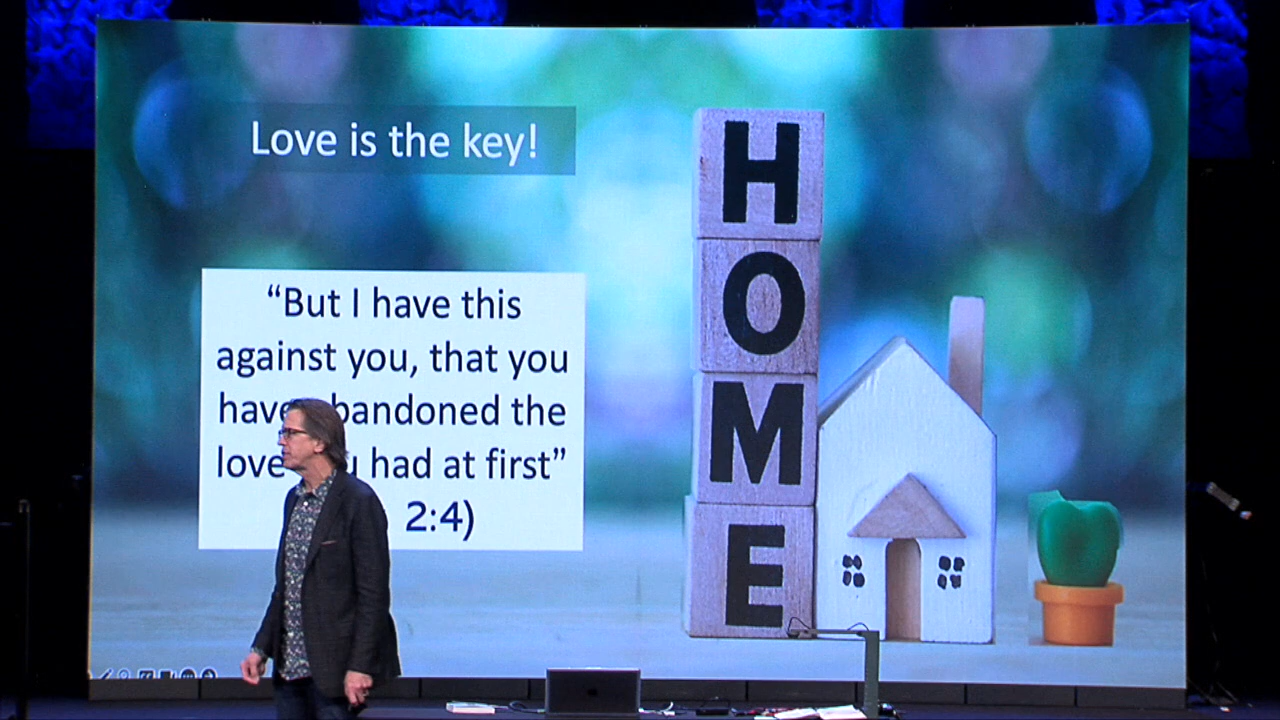 Love is the key!
“But I have this
against you, that you
have abandoned the
love had at first”
2:4)
H
O
M
E